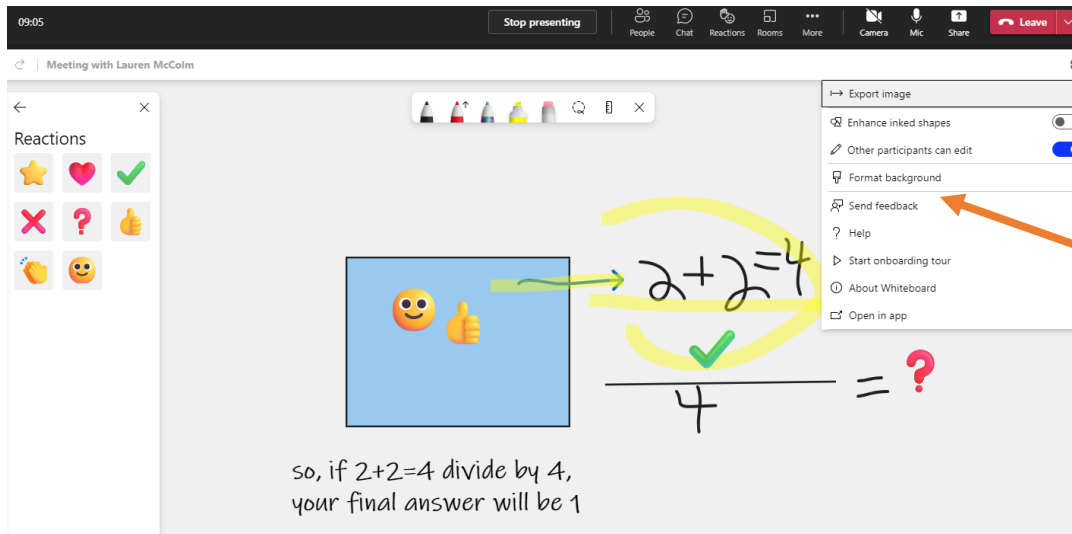 09:05
Stop presenting
People
Chat
Reactions
Rooms
More
Camera
Mic
Share
Leave
Meeting with Lauren McColm
Reactions
Export image
Enhance inked shapes
Other participants can edit
Format background
Send feedback
Help
Start onboarding tour
About Whiteboard
Open in app
2+2=4
4
= ?
so, if 2+2=4 divide by 4,
your final answer will be 1